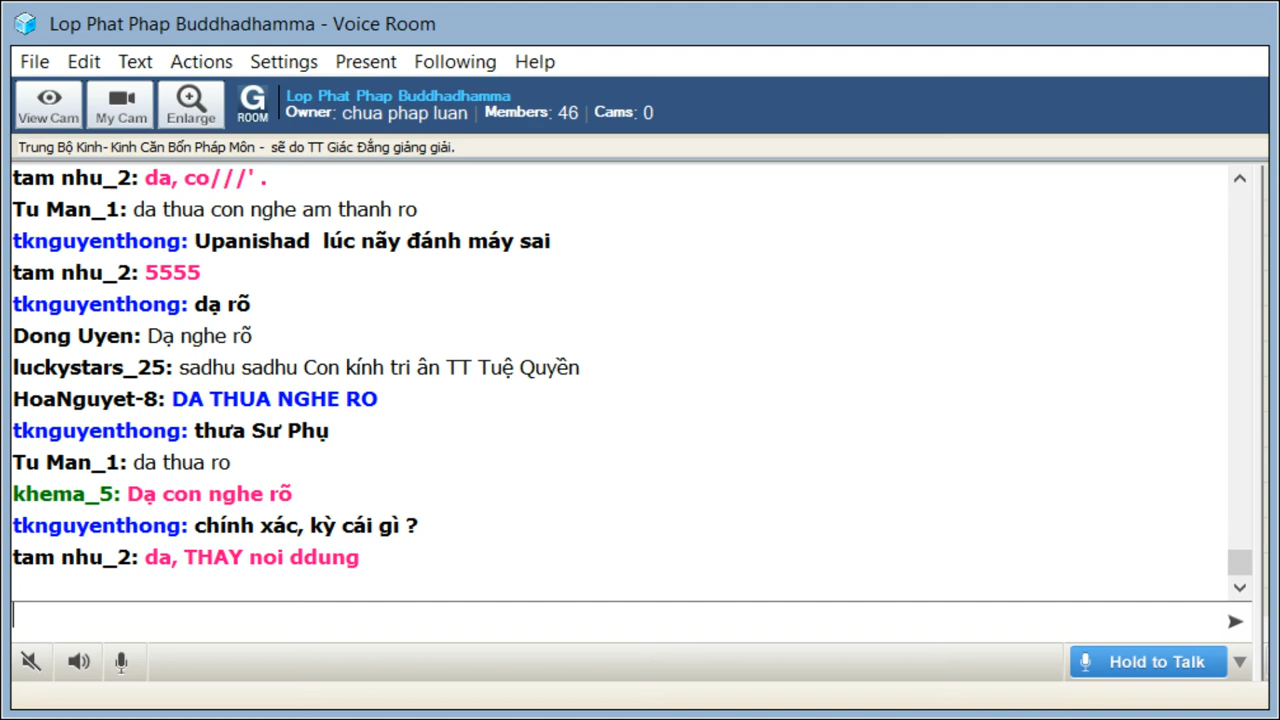 Lop Phat Phap Buddhadhamma - Voice Room
File Edit Text Actions Settings Present Following Help
View Cam My Cam Enlarge G ROOM Lop Phat Phap Buddhadhamma
Owner: chua phap luan | Members: 46 | Cams: 0
Trung Bộ Kinh- Kinh Căn Bổn Pháp Môn - sẽ do TT Giác Đẳng giảng giải.
tam nhu_2: da, co///' .
Tu Man_1: da thua con nghe am thanh ro
tknguyenthong: Upanishad lúc nãy đánh máy sai
tam nhu_2: 5555
tknguyenthong: dạ rõ
Dong Uyen: Dạ nghe rõ
luckystars_25: sadhu sadhu Con kính tri ân TT Tuệ Quyền
HoaNguyet-8: DA THUA NGHE RO
tknguyenthong: thưa Sư Phụ
Tu Man_1: da thua ro
khema_5: Dạ con nghe rõ
tknguyenthong: chính xác, kỳ cái gì ?
tam nhu_2: da, THAY noi ddung
Hold to Talk